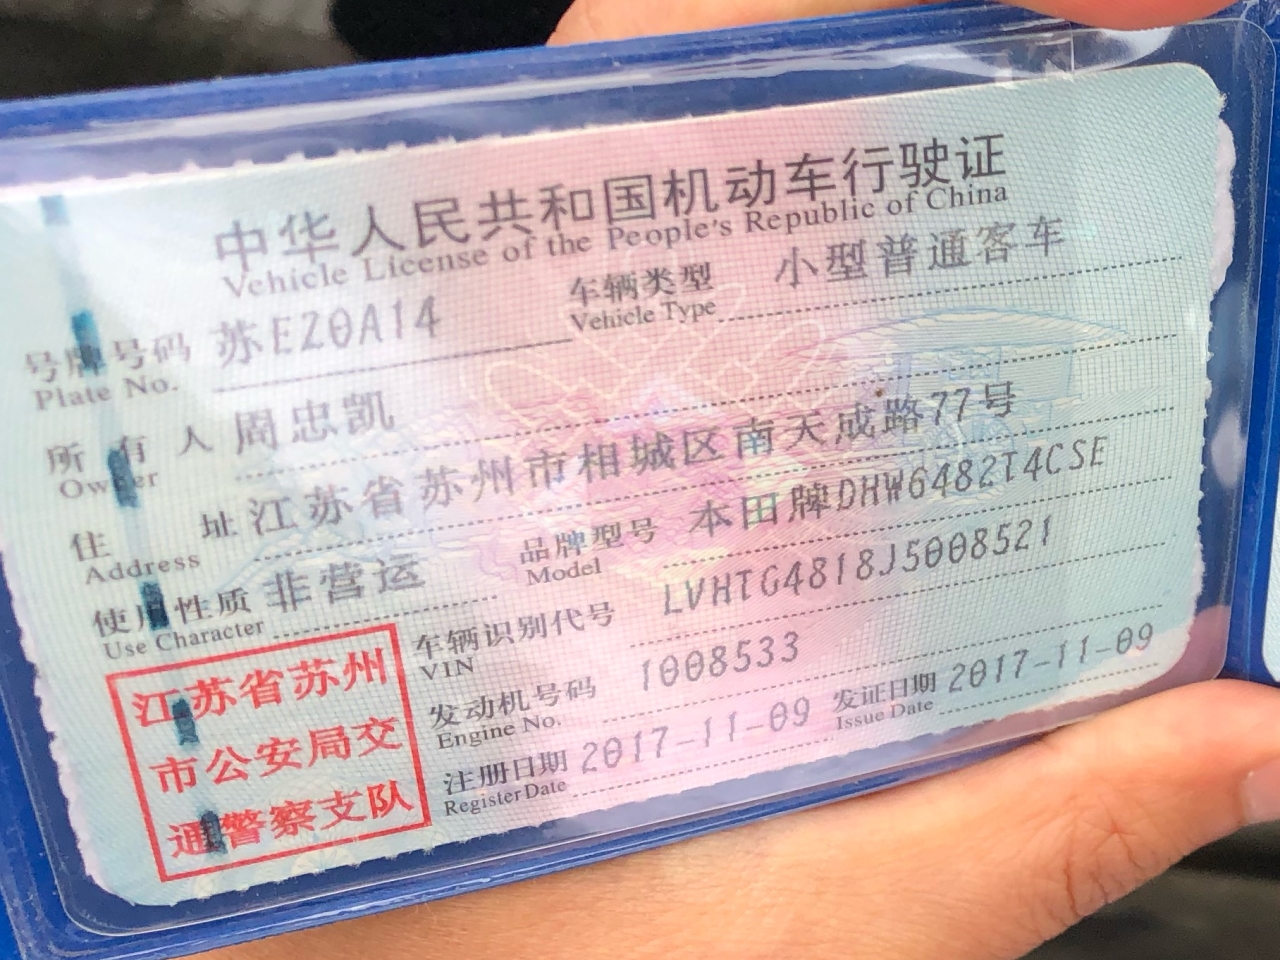 中华人民共和国机动车行驶证
Vehicle License of the People's Republic of China
号牌号码 苏EZ0A14 车辆类型 小型普通客车
Plate No. Vehicle Type
所有人 周忠凯
Owner
住址 江苏省苏州市相城区南天成路77号
Address
使用性质 非营运 品牌型号 本田牌DHW6482T4CSE
Use Character Model
车辆识别代号 LVHTG4818J5008521
VIN
发动机号码 1008533
Engine No.
注册日期 2017-11-09 发证日期 2017-11-09
Register Date Issue Date
江苏省苏州
市公安局交
通警察支队